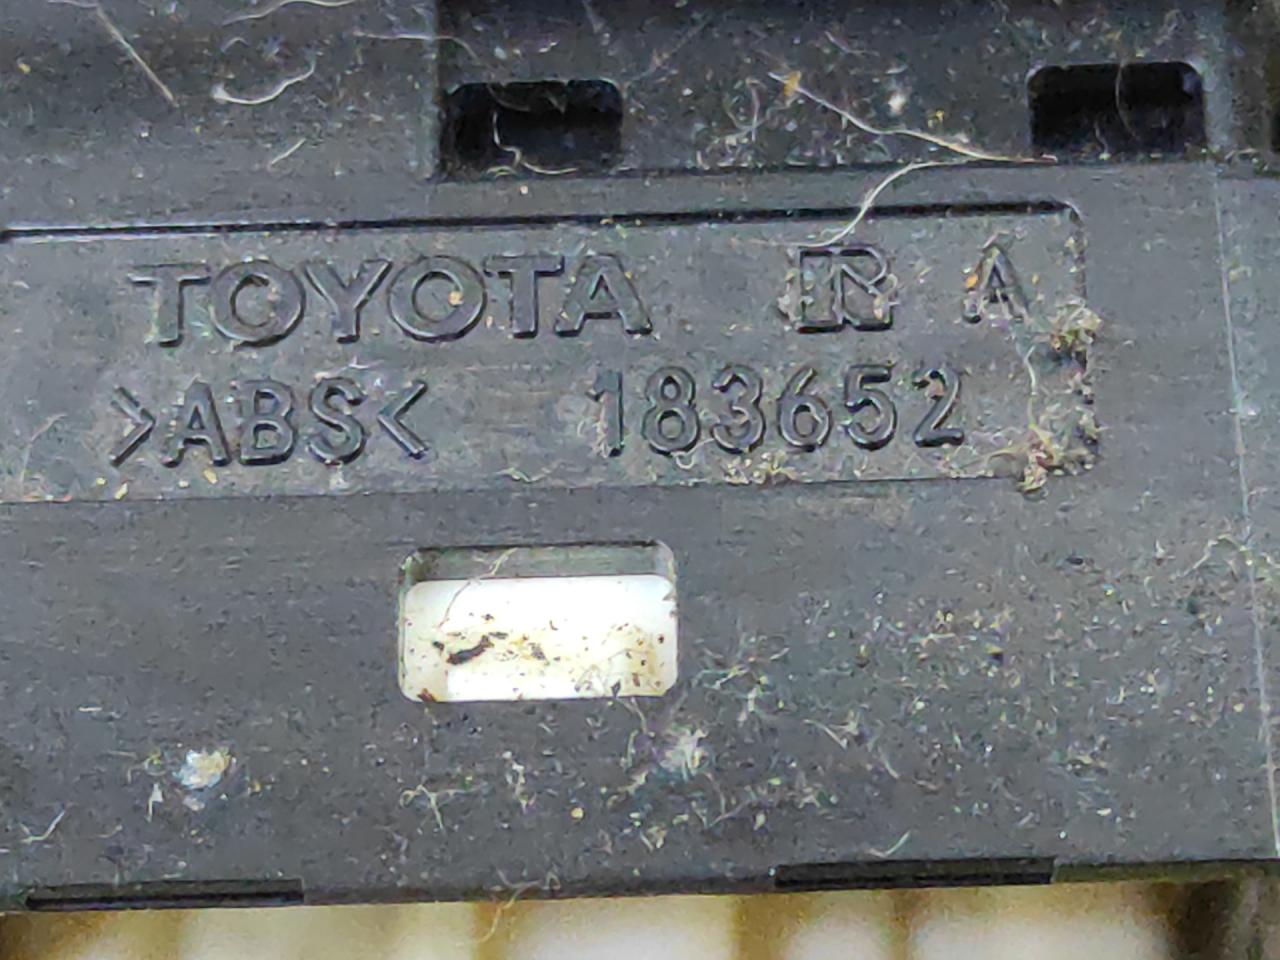 TOYOTA R A
>ABS< 183652